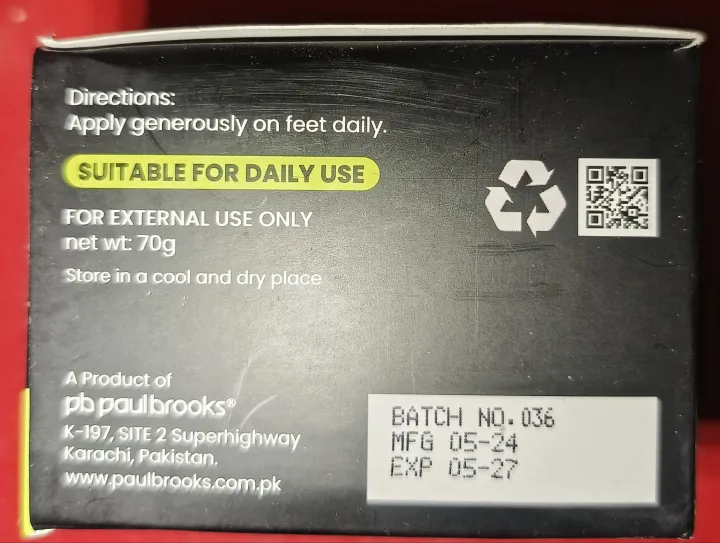 Directions:
Apply generously on feet daily.
SUITABLE FOR DAILY USE
FOR EXTERNAL USE ONLY
net wt: 70g
Store in a cool and dry place
A Product of
pb paulbrooks®
K-197, SITE 2 Superhighway
Karachi, Pakistan.
www.paulbrooks.com.pk
BATCH NO. 036
MFG 05-24
EXP 05-27